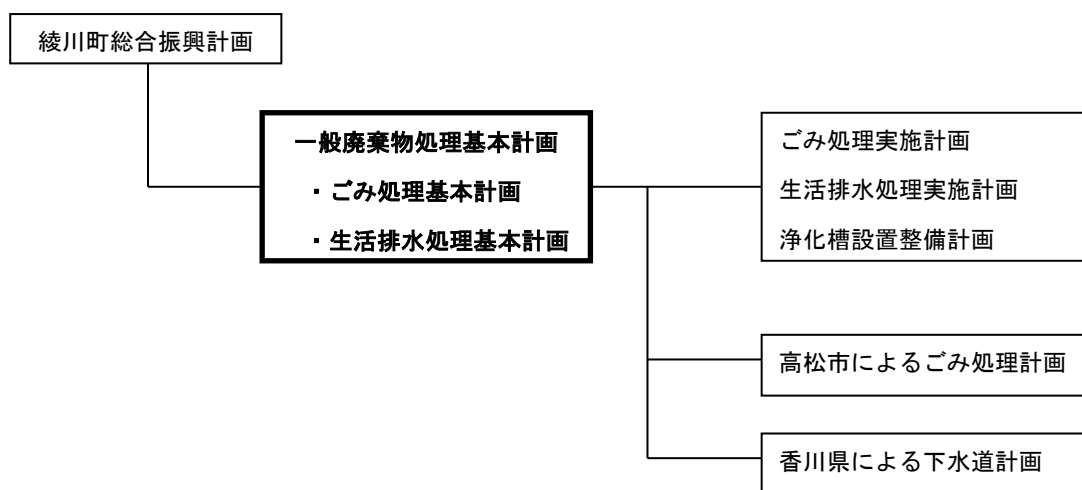 綾川町総合振興計画
一般廃棄物処理基本計画
・ごみ処理基本計画
・生活排水処理基本計画
ごみ処理実施計画
生活排水処理実施計画
浄化槽設置整備計画
高松市によるごみ処理計画
香川県による下水道計画